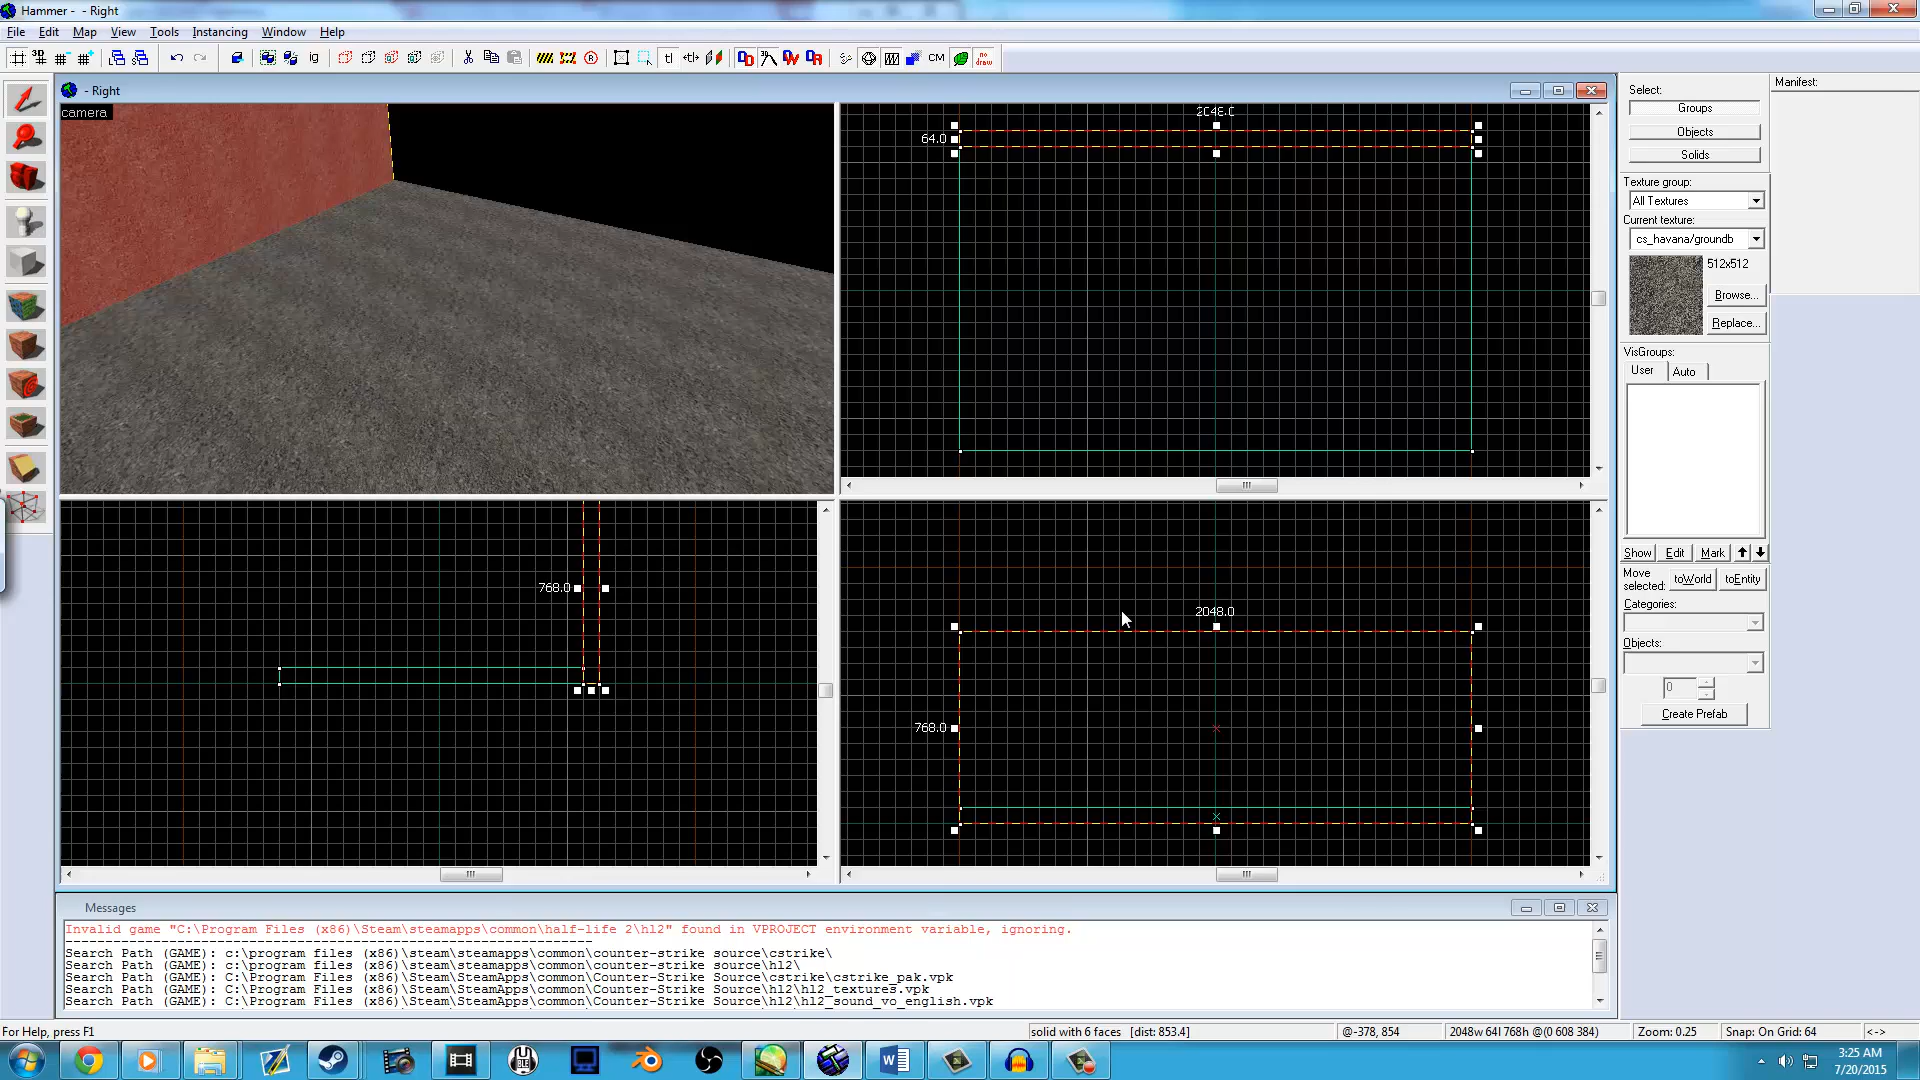 Hammer - - Right
File Edit Map View Tools Instancing Window Help
3D ig tl CM no draw
- Right
camera
2048.0
64.0
768.0
2048.0
768.0
Select:
Groups
Objects
Solids
Texture group:
All Textures
Current texture:
cs_havana/groundb
512x512
Browse...
Replace...
VisGroups:
User Auto
Show Edit Mark
Move selected: toWorld toEntity
Categories:
Objects:
0
Create Prefab
Manifest:
Messages
Invalid game "C:\Program Files (x86)\Steam\steamapps\common\half-life 2\hl2" found in VPROJECT environment variable, ignoring.
Search Path (GAME): c:\program files (x86)\steam\steamapps\common\counter-strike source\cstrike\
Search Path (GAME): c:\program files (x86)\steam\steamapps\common\counter-strike source\hl2\
Search Path (GAME): C:\Program Files (x86)\Steam\SteamApps\common\Counter-Strike Source\cstrike\cstrike_pak.vpk
Search Path (GAME): C:\Program Files (x86)\Steam\SteamApps\common\Counter-Strike Source\hl2\hl2_textures.vpk
Search Path (GAME): C:\Program Files (x86)\Steam\SteamApps\common\Counter-Strike Source\hl2\hl2_sound_vo_english.vpk
For Help, press F1
solid with 6 faces [dist: 853.4]
@-378, 854
2048w 64l 768h @(0 608 384)
Zoom: 0.25
Snap: On Grid: 64
<->
3:25 AM
7/20/2015